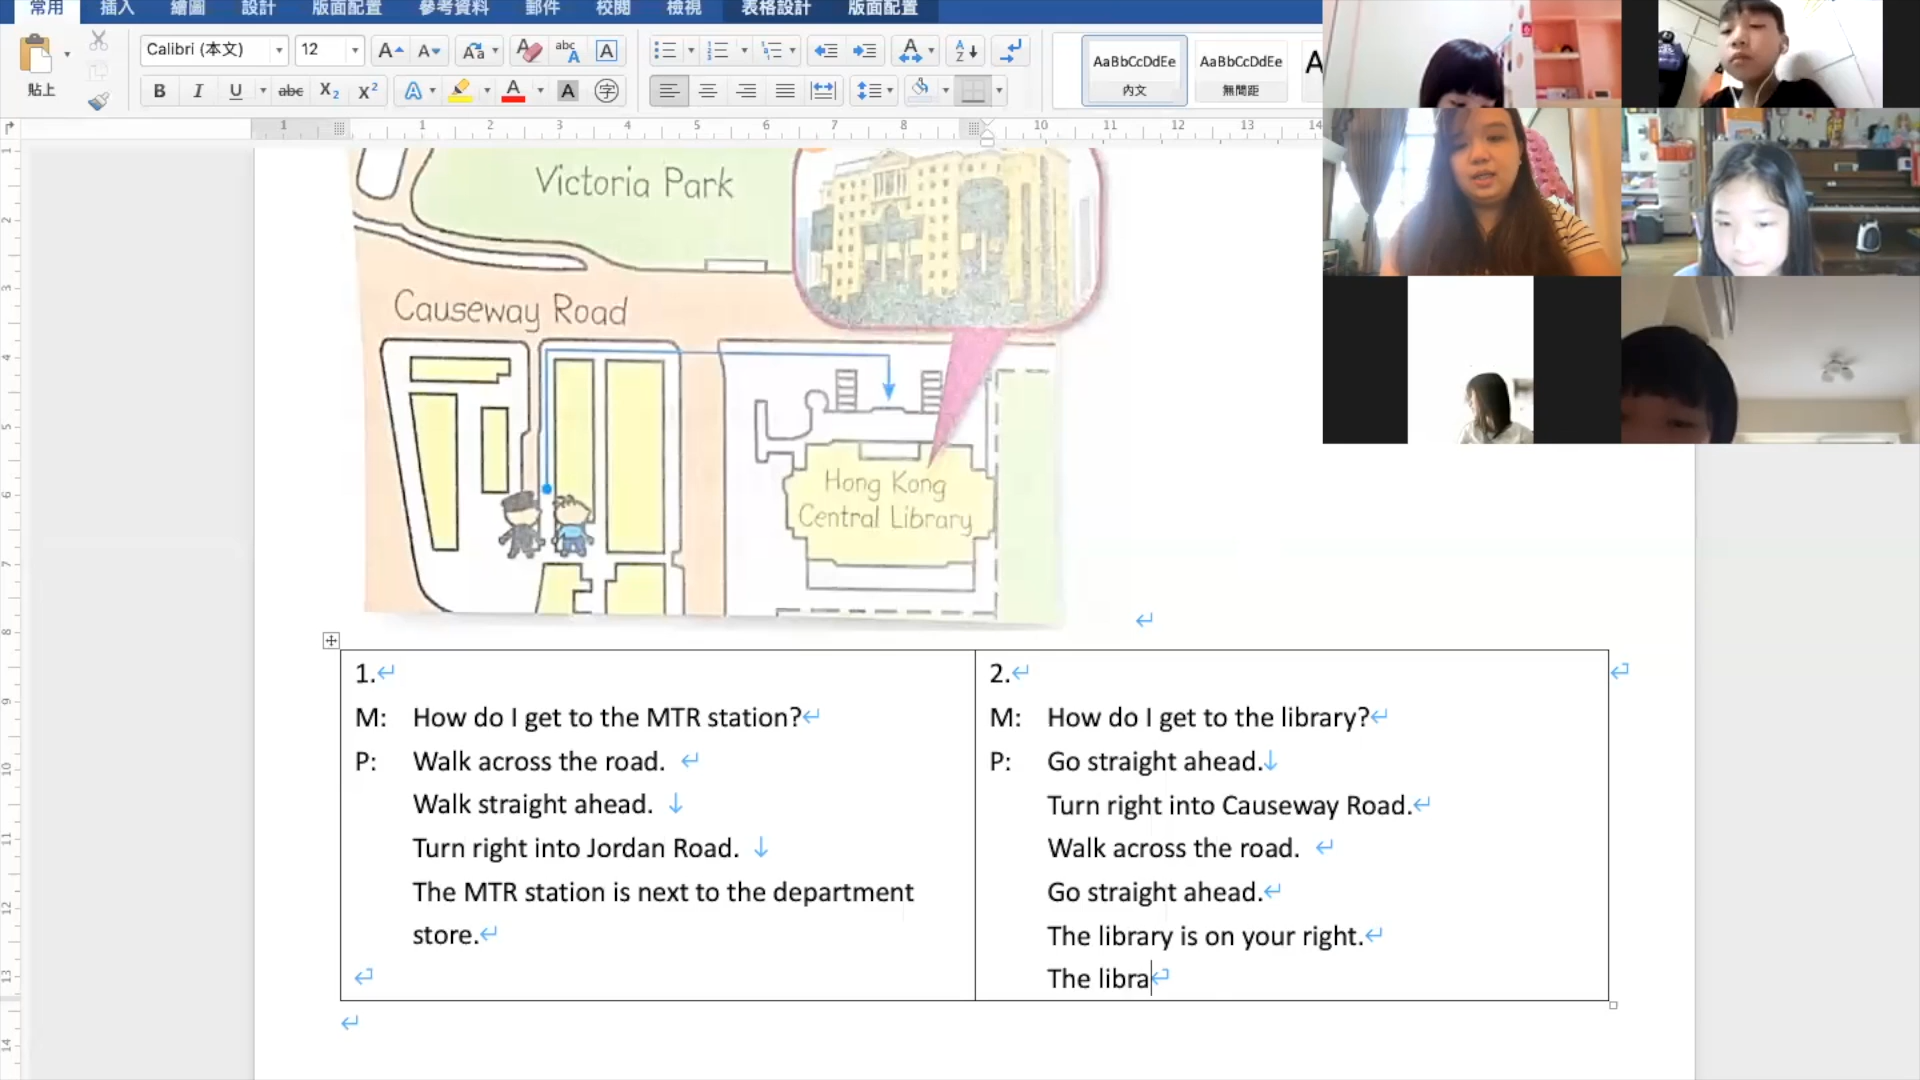 常用 插入 繪圖 設計 版面配置 參考資料 郵件 校閱 檢視 表格設計 版面配置
貼上
Calibri (本文) 12
AaBbCcDdEe
內文
AaBbCcDdEe
無間距
Victoria Park
Causeway Road
Hong Kong
Central Library
1.
M: How do I get to the MTR station?
P: Walk across the road.
Walk straight ahead.
Turn right into Jordan Road.
The MTR station is next to the department
store.
2.
M: How do I get to the library?
P: Go straight ahead.
Turn right into Causeway Road.
Walk across the road.
Go straight ahead.
The library is on your right.
The libra